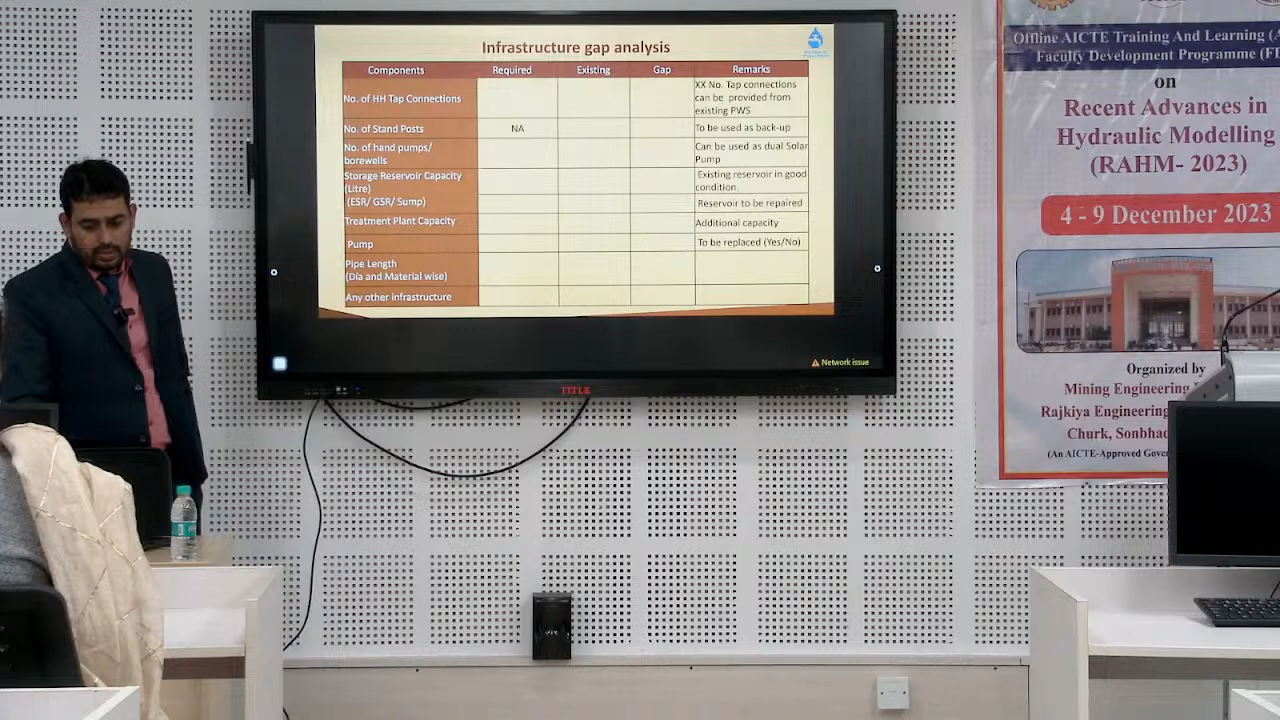 Infrastructure gap analysis
Components Required Existing Gap Remarks
No. of HH Tap Connections
XX No. Tap connections
can be provided from
existing PWS
No. of Stand Posts NA To be used as back-up
No. of hand pumps/
borewells
Can be used as dual Solar
Pump
Storage Reservoir Capacity
(Litre)
(ESR/ GSR/ Sump)
Existing reservoir in good
condition.
Reservoir to be repaired
Treatment Plant Capacity Additional capacity
Pump To be replaced (Yes/No)
Pipe Length
(Dia and Material wise)
Any other infrastructure
Network issue
TITLE
Offline AICTE Training And Learning
Faculty Development Programme
on
Recent Advances in
Hydraulic Modelling
(RAHM- 2023)
4 - 9 December 2023
Organized by
Mining Engineering
Rajkiya Engineering
Churk,
(An AICTE-Approved